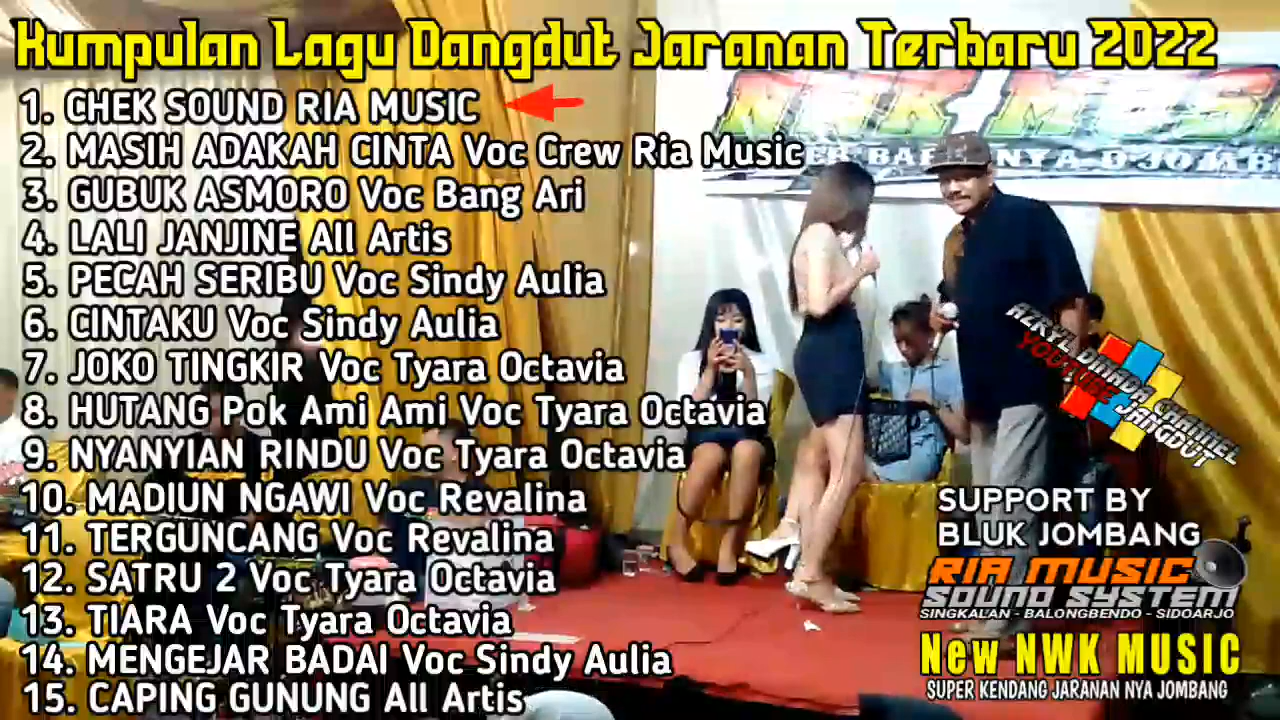 Kumpulan Lagu Dangdut Jaranan Terbaru 2022
1. CHEK SOUND RIA MUSIC
2. MASIH ADAKAH CINTA Voc Crew Ria Music
3. GUBUK ASMORO Voc Bang Ari
4. LALI JANJINE All Artis
5. PECAH SERIBU Voc Sindy Aulia
6. CINTAKU Voc Sindy Aulia
7. JOKO TINGKIR Voc Tyara Octavia
8. HUTANG Pok Ami Ami Voc Tyara Octavia
9. NYANYIAN RINDU Voc Tyara Octavia
10. MADIUN NGAWI Voc Revalina
11. TERGUNCANG Voc Revalina
12. SATRU 2 Voc Tyara Octavia
13. TIARA Voc Tyara Octavia
14. MENGEJAR BADAI Voc Sindy Aulia
15. CAPING GUNUNG All Artis
NWK
AZRYL DMADA CHANNEL
YOUTUBE JANGDUT
SUPPORT BY
BLUK JOMBANG
RIA MUSIC
SOUND SYSTEM
SINGKALAN - BALONGBENDO - SIDOARJO
New NWK MUSIC
SUPER KENDANG JARANAN NYA JOMBANG